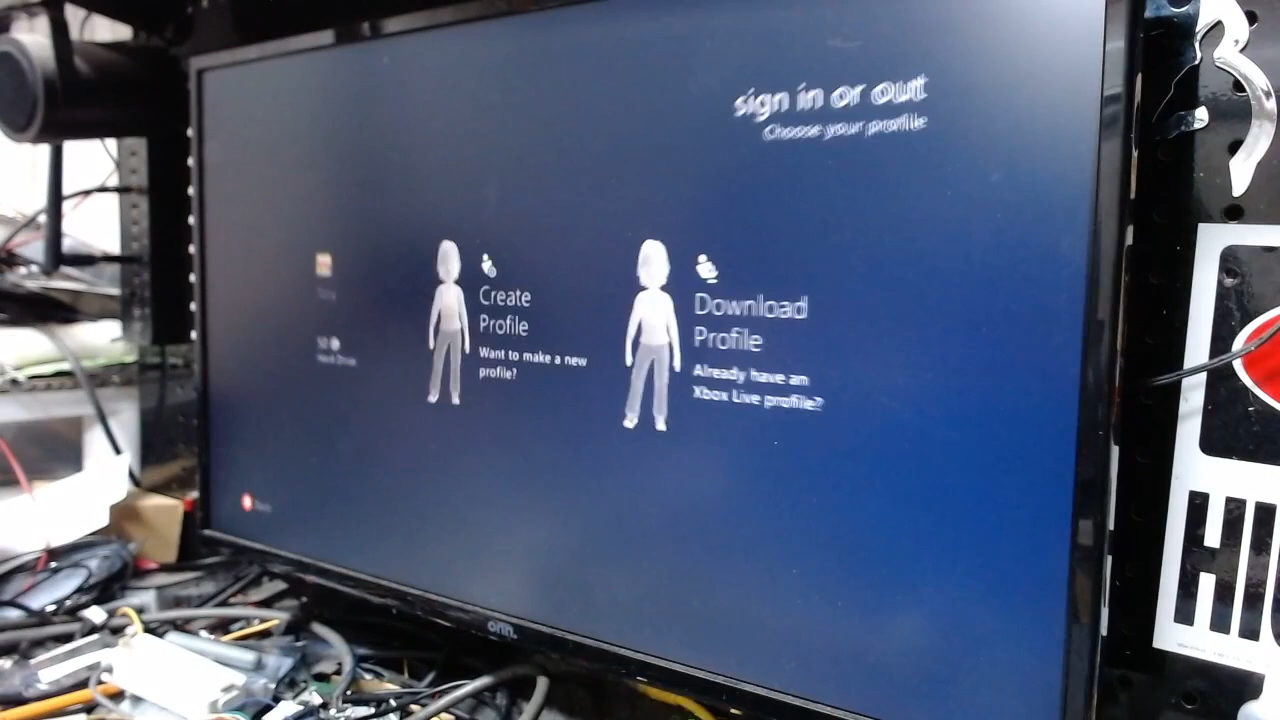 sign in or out
Choose your profile
Create
Profile
Want to make a new
profile?
Download
Profile
Already have an
Xbox Live profile?
onn.